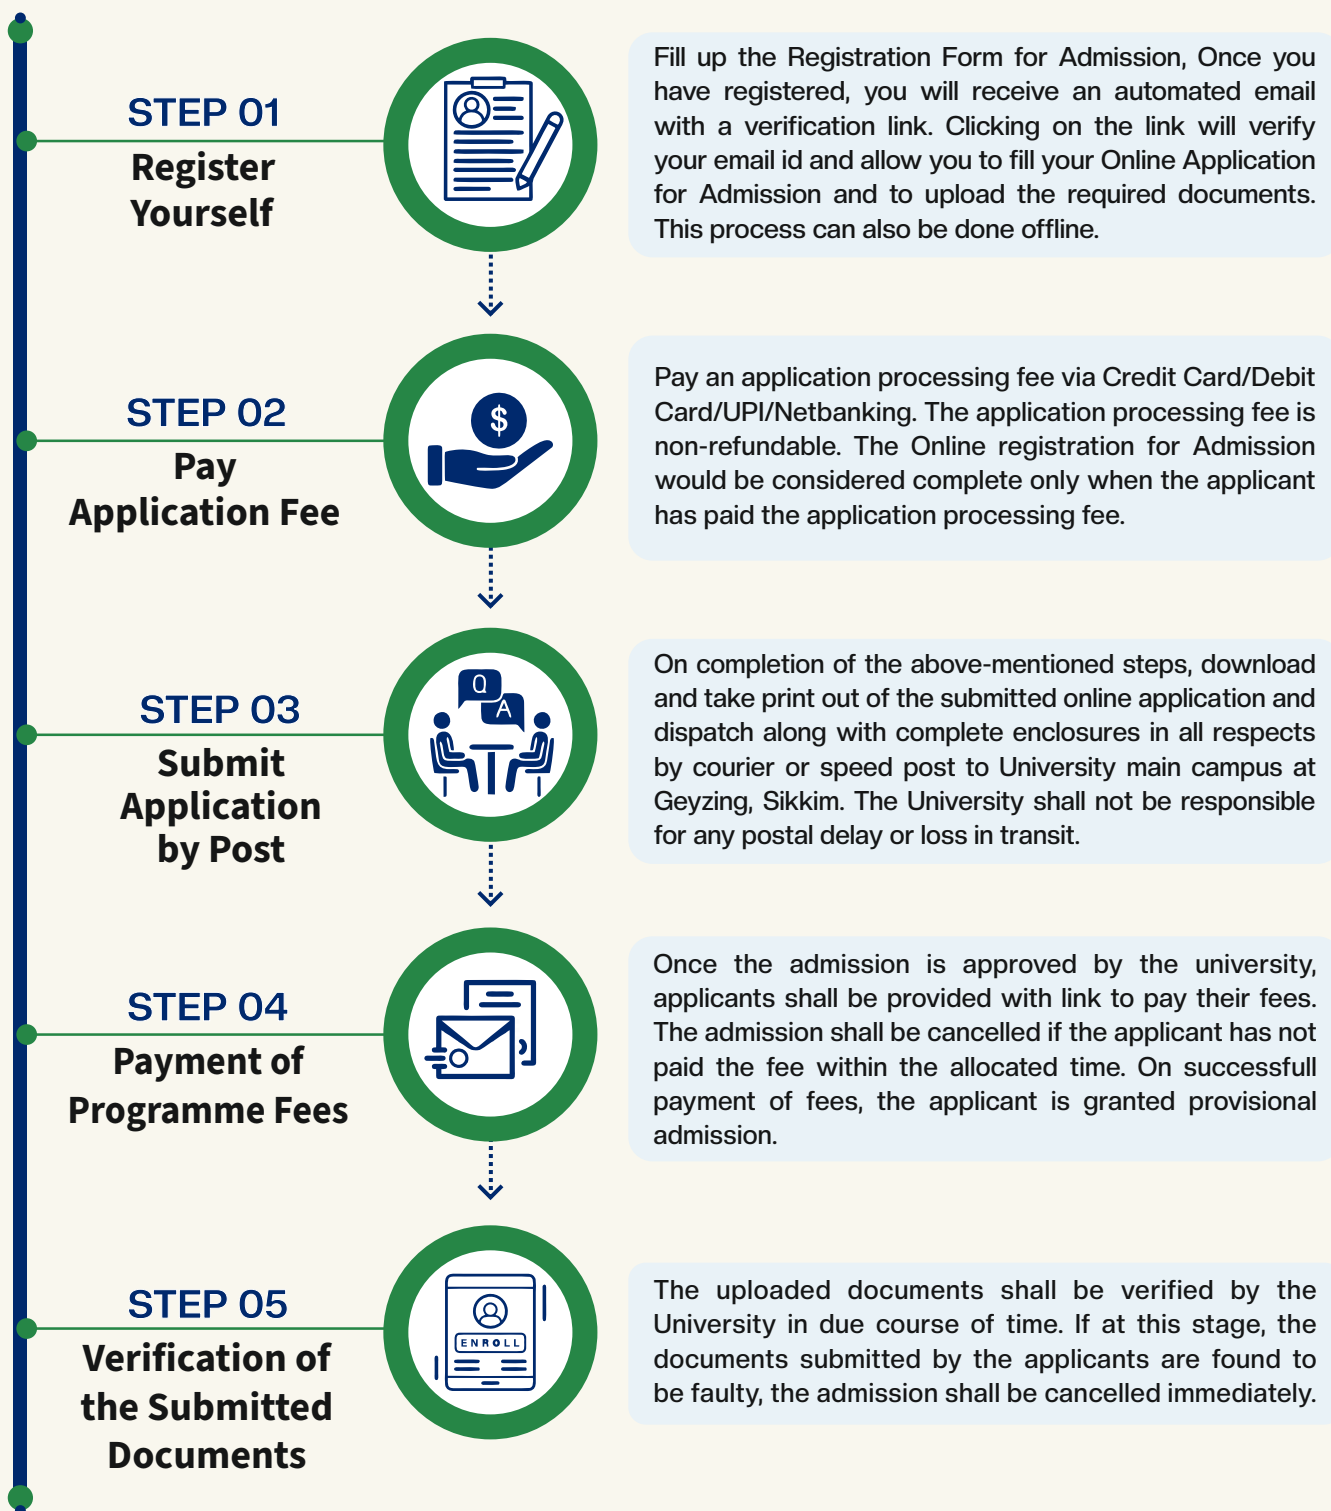 STEP 01
Register
Yourself
Fill up the Registration Form for Admission, Once you
have registered, you will receive an automated email
with a verification link. Clicking on the link will verify
your email id and allow you to fill your Online Application
for Admission and to upload the required documents.
This process can also be done offline.
STEP 02
Pay
Application Fee
$
Pay an application processing fee via Credit Card/Debit
Card/UPI/Netbanking. The application processing fee is
non-refundable. The Online registration for Admission
would be considered complete only when the applicant
has paid the application processing fee.
STEP 03
Submit
Application
by Post
Q
A
On completion of the above-mentioned steps, download
and take print out of the submitted online application and
dispatch along with complete enclosures in all respects
by courier or speed post to University main campus at
Geyzing, Sikkim. The University shall not be responsible
for any postal delay or loss in transit.
STEP 04
Payment of
Programme Fees
Once the admission is approved by the university,
applicants shall be provided with link to pay their fees.
The admission shall be cancelled if the applicant has not
paid the fee within the allocated time. On successfull
payment of fees, the applicant is granted provisional
admission.
STEP 05
Verification of
the Submitted
Documents
ENROLL
The uploaded documents shall be verified by the
University in due course of time. If at this stage, the
documents submitted by the applicants are found to
be faulty, the admission shall be cancelled immediately.